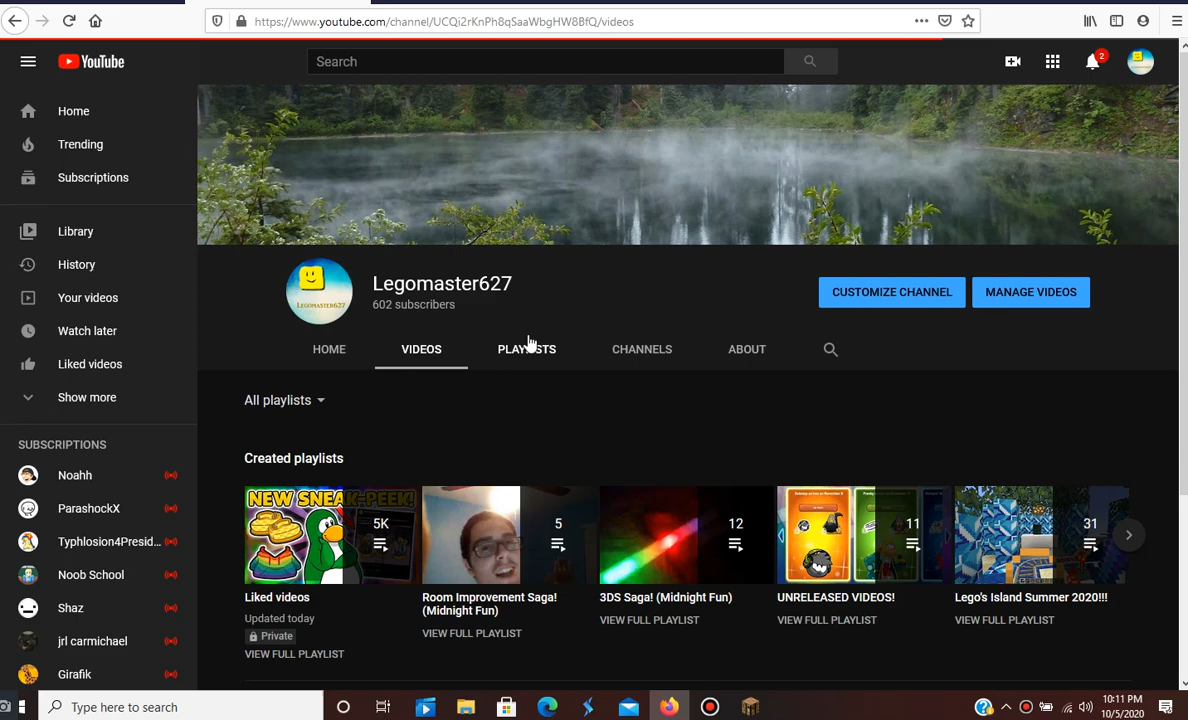 https://www.youtube.com/channel/UCQi2rKnPh8qSaaWbgHW8BfQ/videos
YouTube
Search
2
Home
Trending
Subscriptions
Library
History
Your videos
Watch later
Liked videos
Show more
SUBSCRIPTIONS
Noahh
ParashockX
Typhlosion4Presid...
Noob School
Shaz
jrl carmichael
Girafik
LEGOMASTER627
Legomaster627
602 subscribers
CUSTOMIZE CHANNEL
MANAGE VIDEOS
HOME
VIDEOS
PLAYLISTS
CHANNELS
ABOUT
All playlists
Created playlists
NEW SNEAK-PEEK!
5K
5
12
11
31
Liked videos
Updated today
Private
VIEW FULL PLAYLIST
Room Improvement Saga!
(Midnight Fun)
VIEW FULL PLAYLIST
3DS Saga! (Midnight Fun)
VIEW FULL PLAYLIST
UNRELEASED VIDEOS!
VIEW FULL PLAYLIST
Lego's Island Summer 2020!!!
VIEW FULL PLAYLIST
Type here to search
10:11 PM
10/5/2020